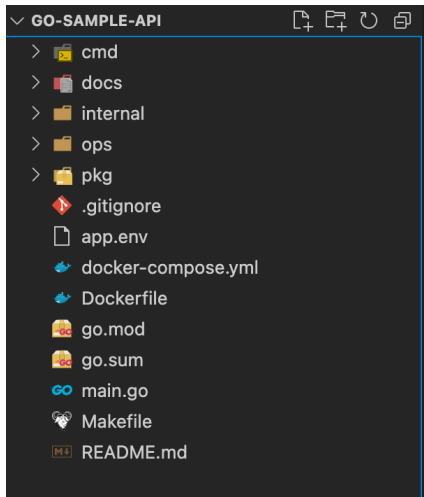 GO-SAMPLE-API
cmd
docs
internal
ops
pkg
.gitignore
app.env
docker-compose.yml
Dockerfile
go.mod
go.sum
GO main.go
Makefile
M↓ README.md